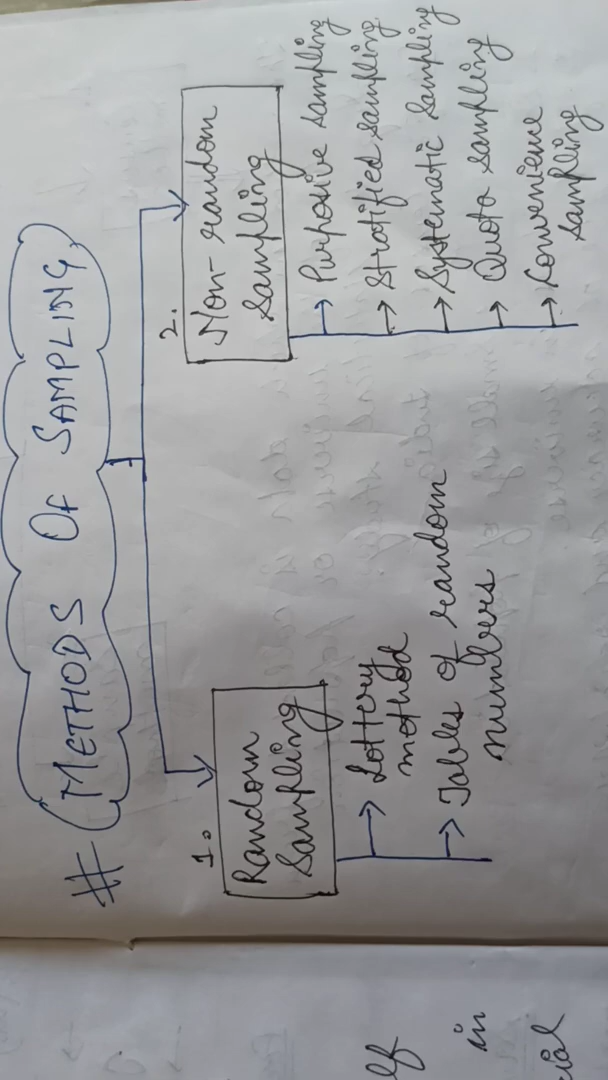 # METHODS OF SAMPLING
1.
Random
Sampling
→ Lottery
method
→ Tables of random
numbers
2.
Non-random
Sampling
→ Purposive sampling
→ Stratified sampling
→ Systematic sampling
→ Quota sampling
→ Convenience
sampling
in